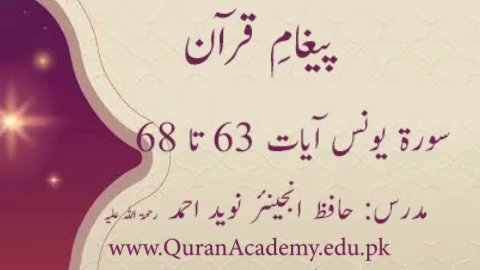 پیغامِ قرآن
سورۃ یونس آیات 63 تا 68
مدرس: حافظ انجینئر نوید احمد رحمۃ اللہ علیہ
www.QuranAcademy.edu.pk